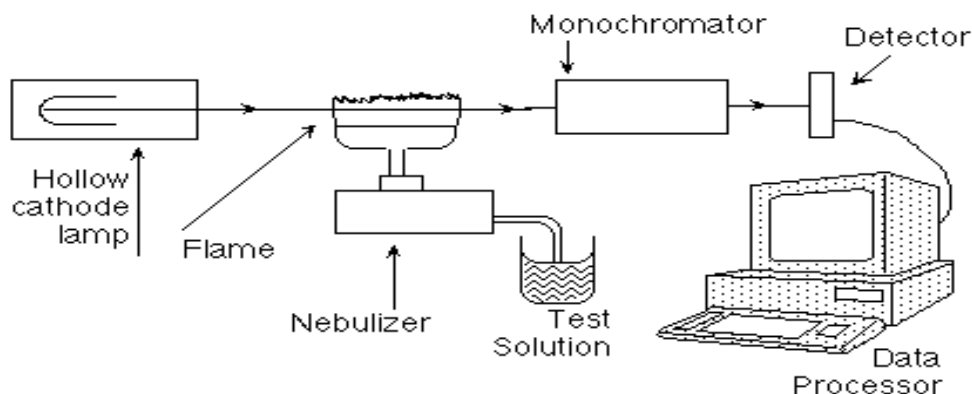 Monochromator
Detector
Hollow
cathode
lamp
Flame
Nebulizer
Test
Solution
Data
Processor